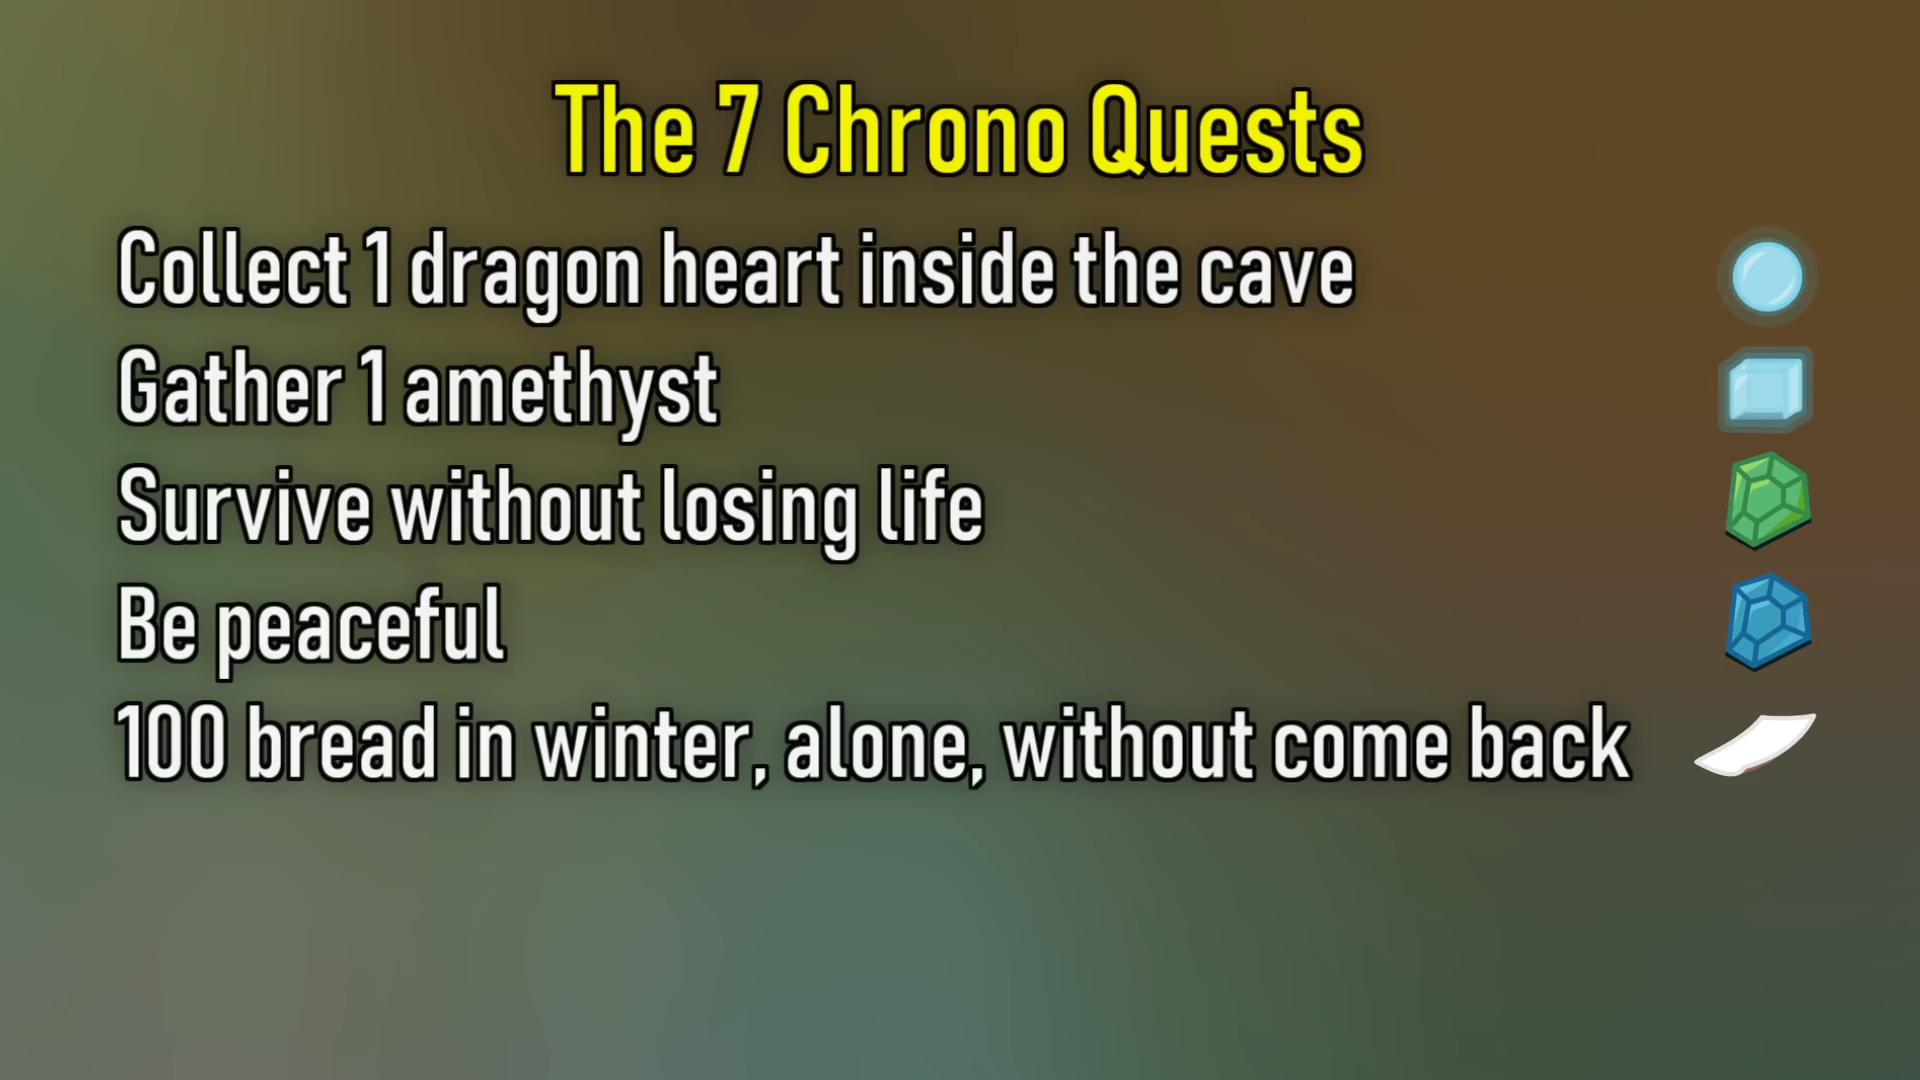 The 7 Chrono Quests
Collect 1 dragon heart inside the cave
Gather 1 amethyst
Survive without losing life
Be peaceful
100 bread in winter, alone, without come back